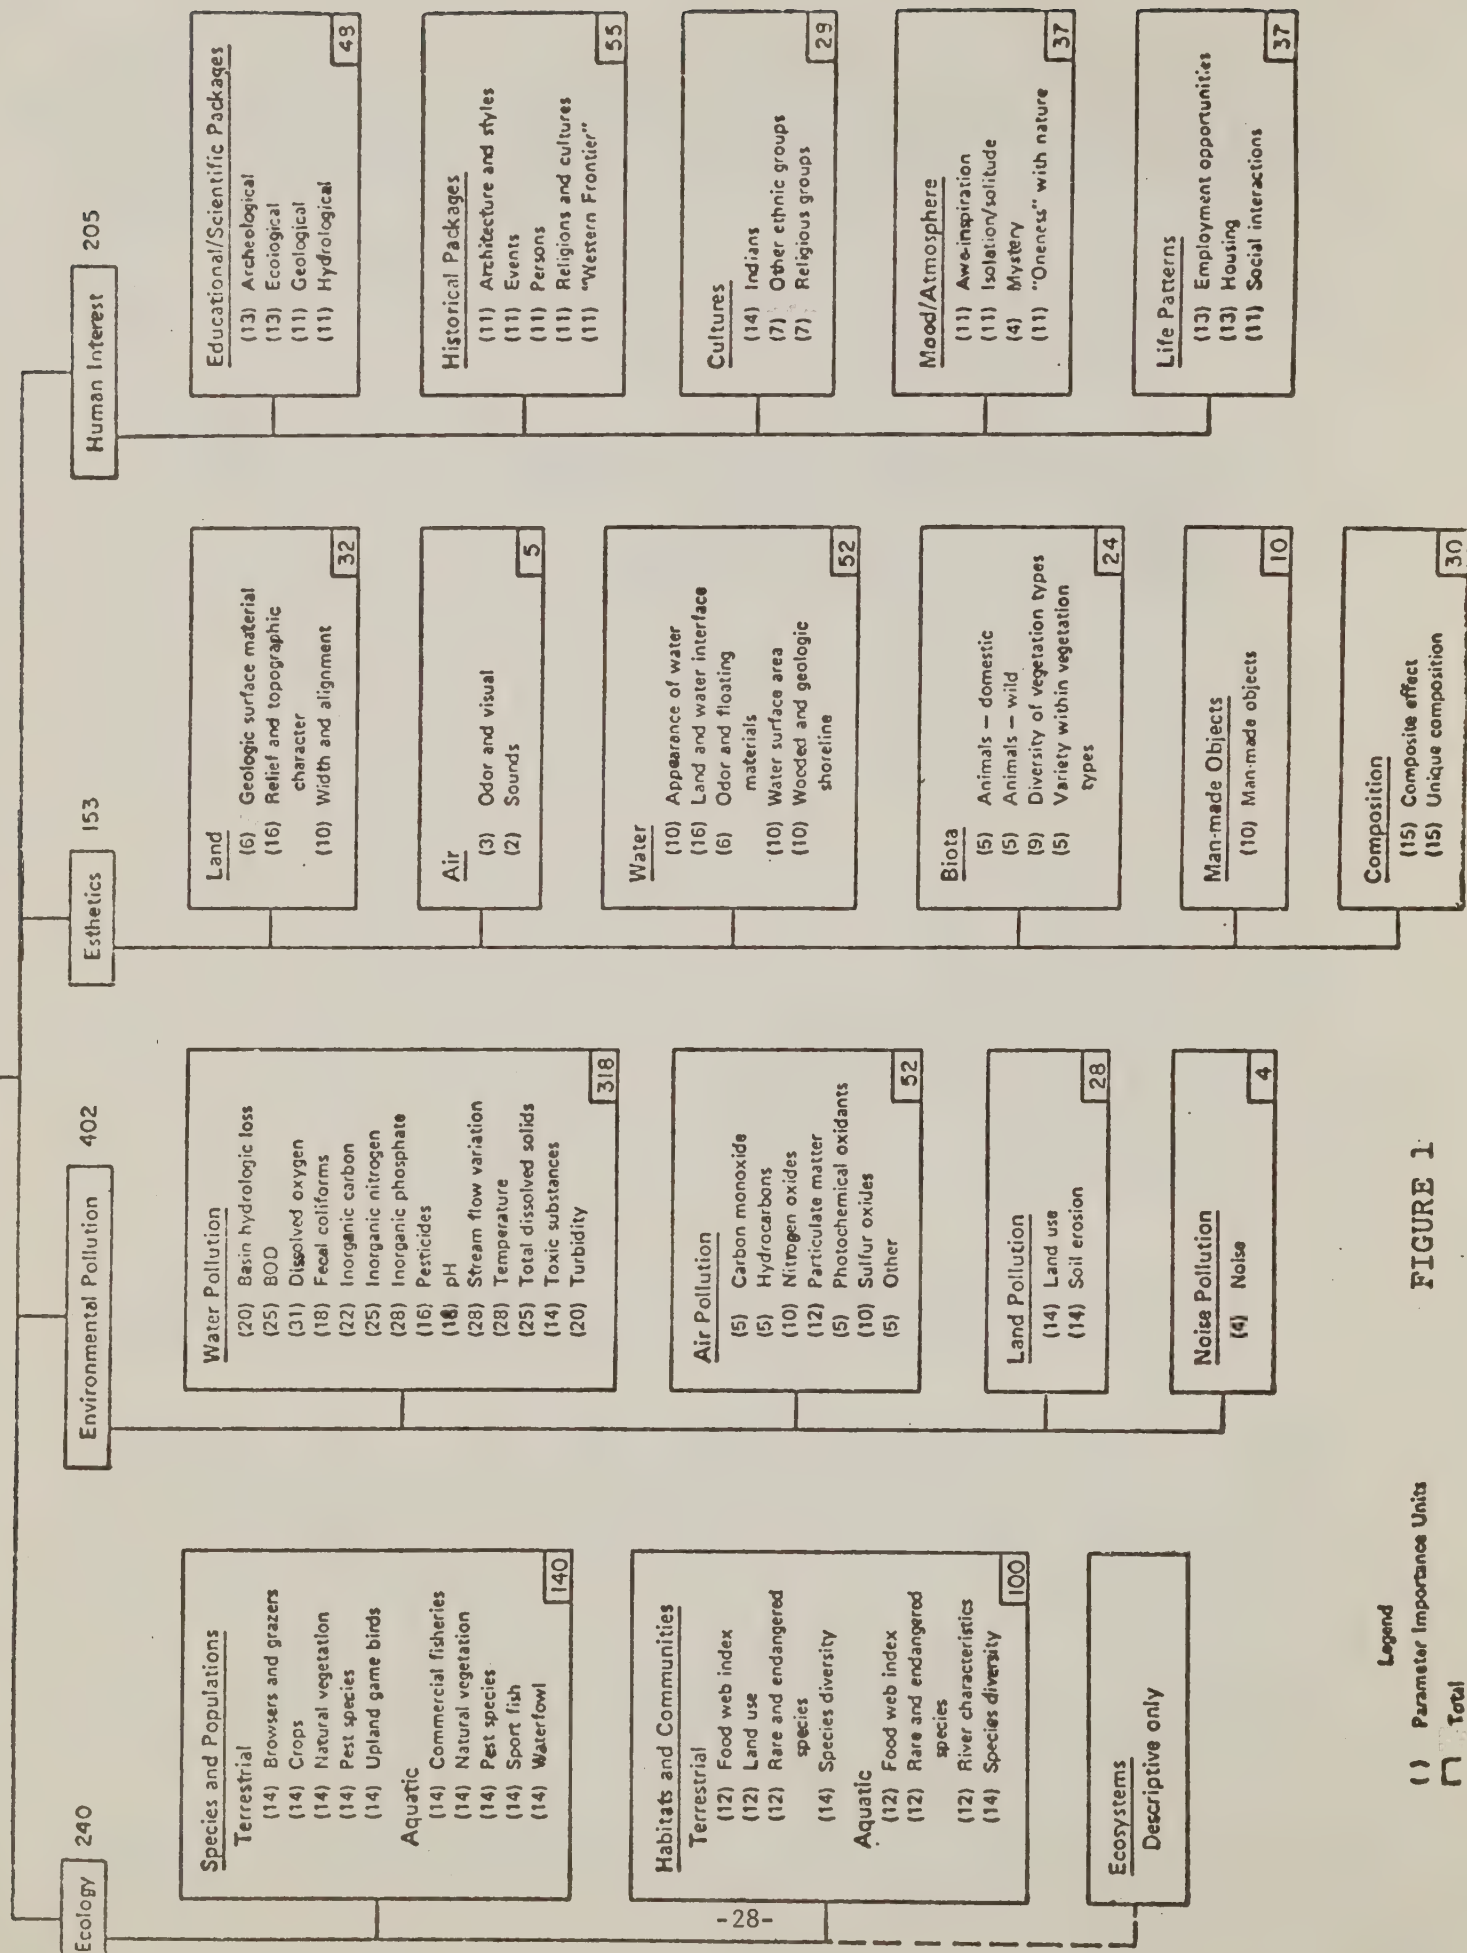 Ecology 240
Species and Populations
Terrestrial
(14) Browsers and grazers
(14) Crops
(14) Natural vegetation
(14) Pest species
(14) Upland game birds
Aquatic
(14) Commercial fisheries
(14) Natural vegetation
(14) Pest species
(14) Sport fish
(14) Waterfowl
140
Habitats and Communities
Terrestrial
(12) Food web index
(12) Land use
(12) Rare and endangered
species
(14) Species diversity
Aquatic
(12) Food web index
(12) Rare and endangered
species
(12) River characteristics
(14) Species diversity
100
Ecosystems
Descriptive only
Environmental Pollution 402
Water Pollution
(20) Basin hydrologic loss
(25) BOD
(31) Dissolved oxygen
(18) Fecal coliforms
(22) Inorganic carbon
(25) Inorganic nitrogen
(28) Inorganic phosphate
(16) Pesticides
(18) pH
(28) Stream flow variation
(28) Temperature
(25) Total dissolved solids
(14) Toxic substances
(20) Turbidity
318
Air Pollution
(5) Carbon monoxide
(5) Hydrocarbons
(10) Nitrogen oxides
(12) Particulate matter
(5) Photochemical oxidants
(10) Sulfur oxides
(5) Other
52
Land Pollution
(14) Land use
(14) Soil erosion
28
Noise Pollution
(4) Noise
4
Esthetics 153
Land
(6) Geologic surface material
(16) Relief and topographic
character
(10) Width and alignment
32
Air
(3) Odor and visual
(2) Sounds
5
Water
(10) Appearance of water
(16) Land and water interface
(6) Odor and floating
materials
(10) Water surface area
(10) Wooded and geologic
shoreline
52
Biota
(5) Animals — domestic
(5) Animals — wild
(9) Diversity of vegetation types
(5) Variety within vegetation
types
24
Man-made Objects
(10) Man-made objects
10
Composition
(15) Composite effect
(15) Unique composition
30
Human Interest 205
Educational/Scientific Packages
(13) Archeological
(13) Ecological
(11) Geological
(11) Hydrological
48
Historical Packages
(11) Architecture and styles
(11) Events
(11) Persons
(11) Religions and cultures
(11) "Western Frontier"
55
Cultures
(14) Indians
(7) Other ethnic groups
(7) Religious groups
29
Mood/Atmosphere
(11) Awe-inspiration
(11) Isolation/solitude
(4) Mystery
(11) "Oneness" with nature
37
Life Patterns
(13) Employment opportunities
(13) Housing
(11) Social interactions
37
Legend
() Parameter Importance Units
Total
FIGURE 1
-28-